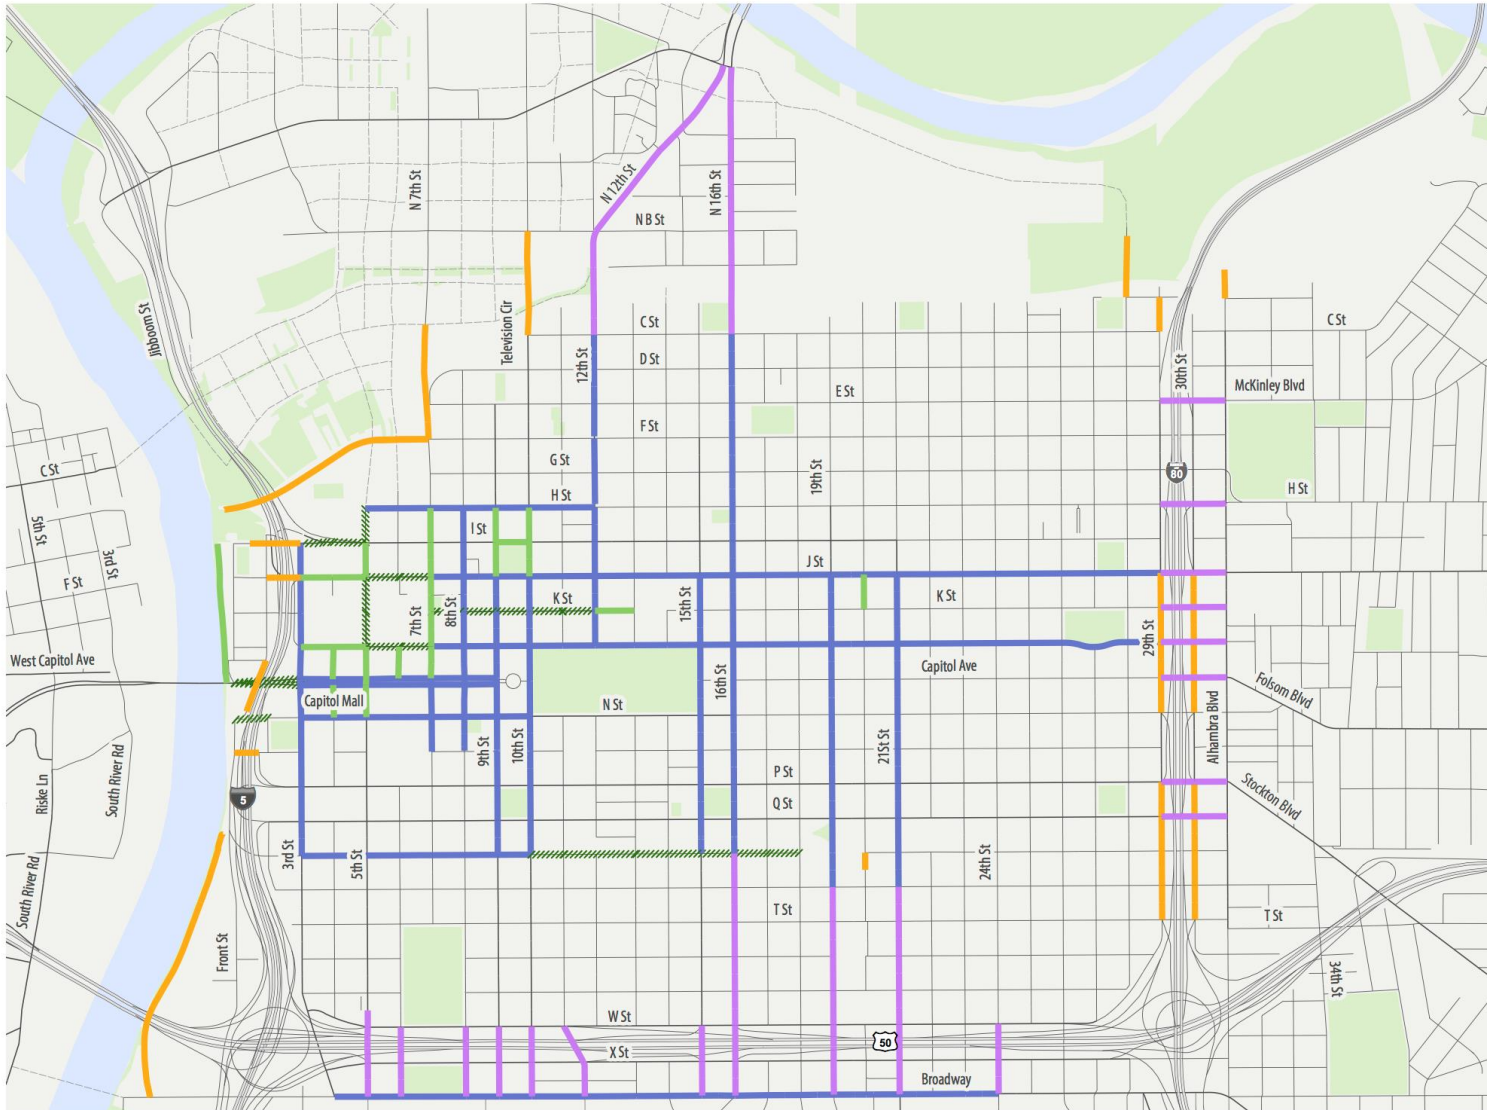 N 7th St
N 12th St
N 16th St
N B St
Jibboom St
Television Cir
C St
C St
12th St
D St
30th St
McKinley Blvd
E St
F St
G St
C St
80
19th St
H St
H St
5th St
I St
3rd St
J St
F St
K St
K St
7th St
8th St
15th St
29th St
West Capitol Ave
Capitol Ave
16th St
Capitol Mall
N St
Folsom Blvd
Alhambra Blvd
9th St
10th St
21St St
South River Rd
Riske Ln
P St
Stockton Blvd
5
Q St
3rd St
5th St
24th St
South River Rd
T St
T St
Front St
34th St
W St
50
X St
Broadway